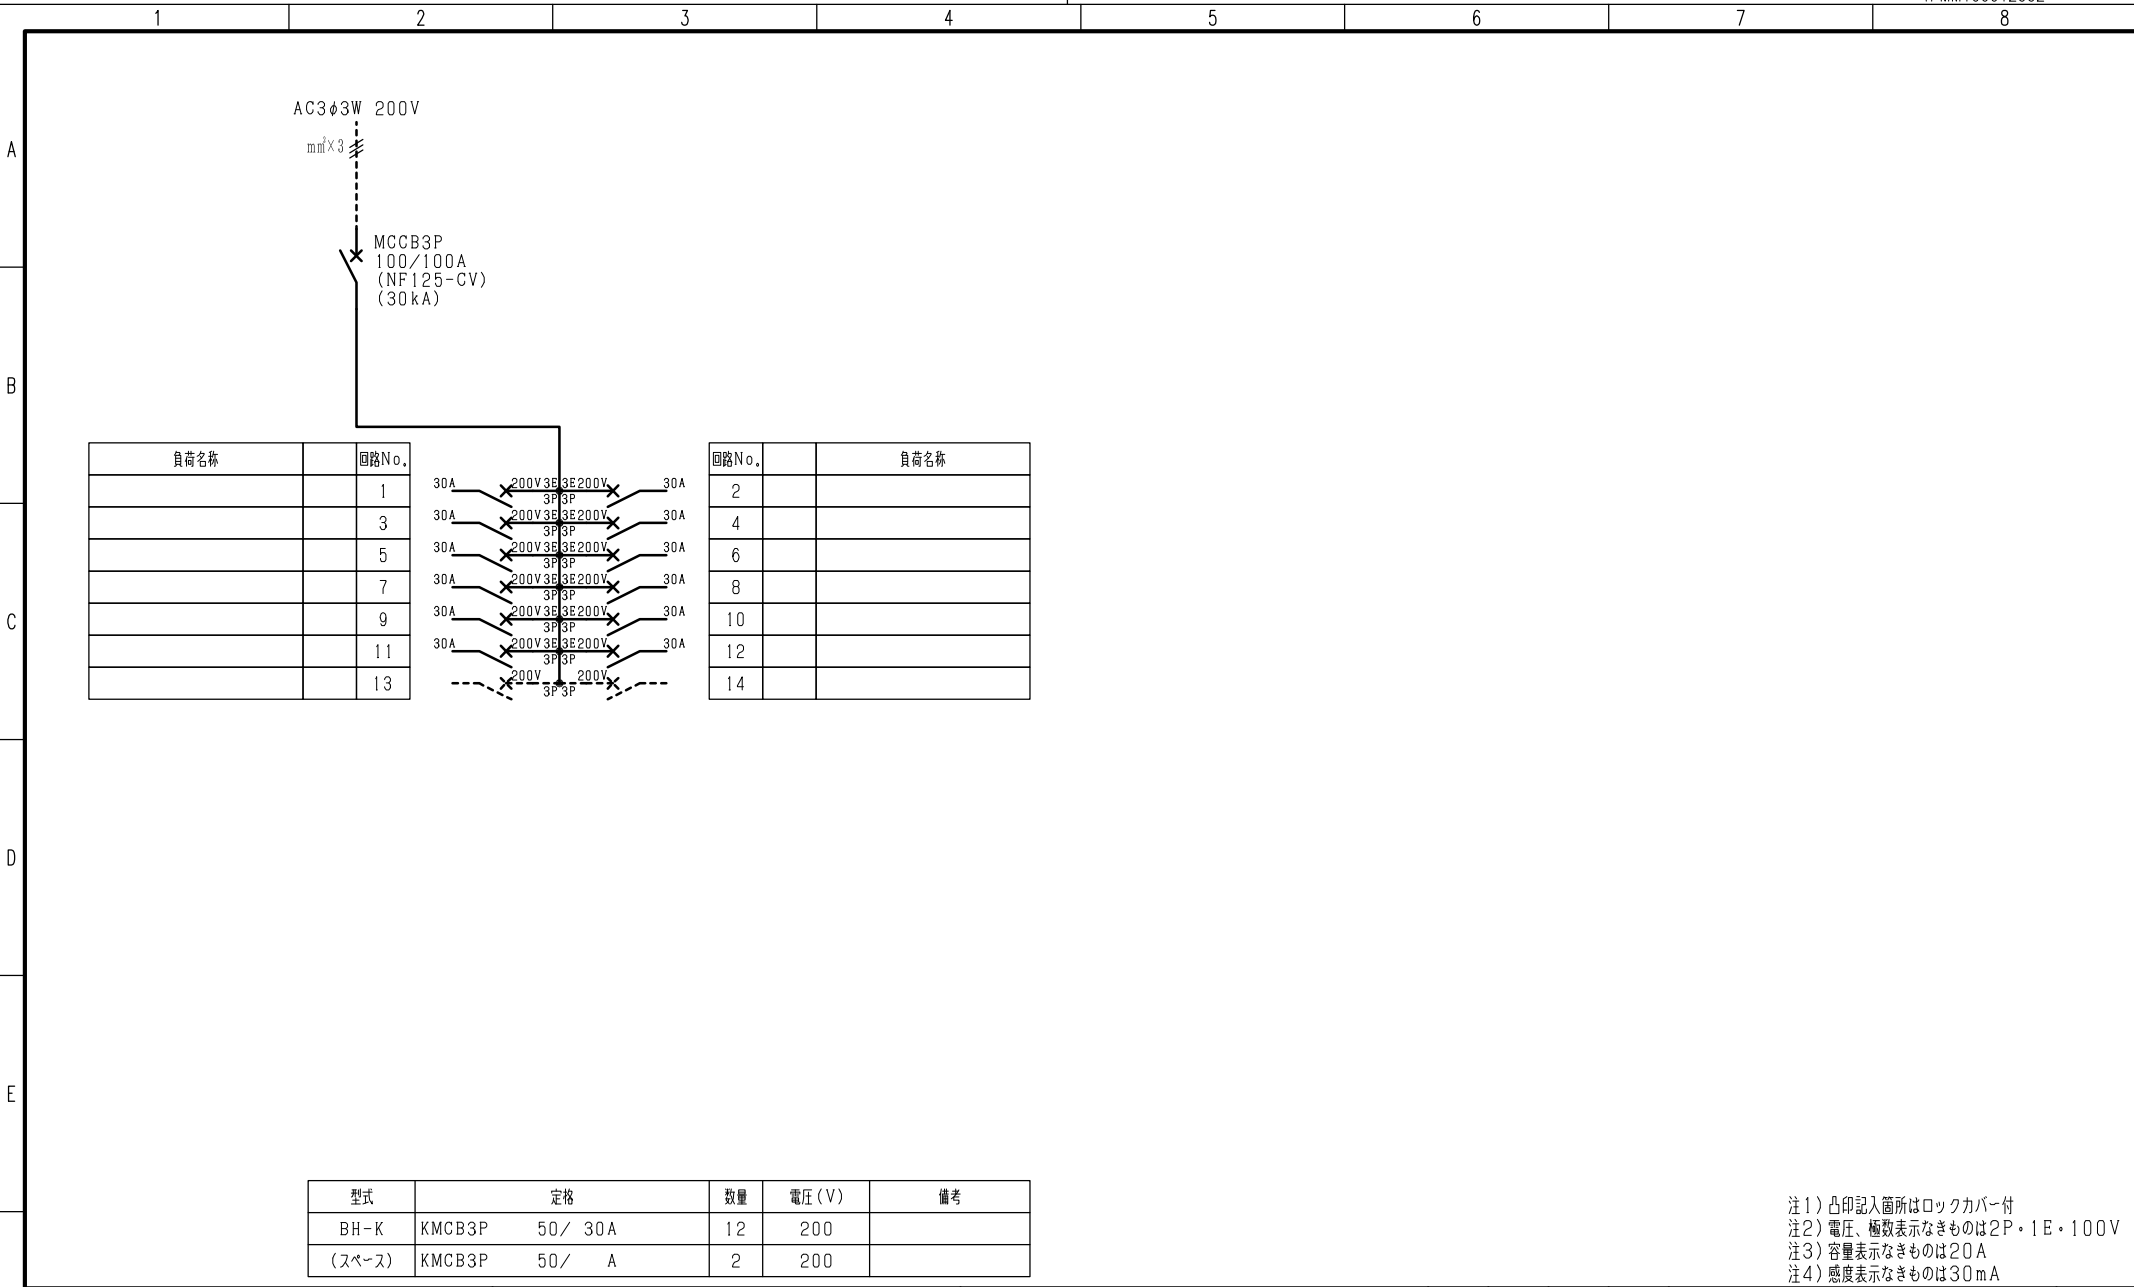 1 2 3 4 5 6 7 8
A
B
C
D
E
AC3φ3W 200V
mm²×3
MCCB3P
100/100A
(NF125-CV)
(30kA)
負荷名称 回路No. 回路No. 負荷名称
1 30A 200V 3E 3E 200V 30A 2
3P 3P
3 30A 200V 3E 3E 200V 30A 4
3P 3P
5 30A 200V 3E 3E 200V 30A 6
3P 3P
7 30A 200V 3E 3E 200V 30A 8
3P 3P
9 30A 200V 3E 3E 200V 30A 10
3P 3P
11 30A 200V 3E 3E 200V 30A 12
3P 3P
13 200V 200V 14
3P 3P
型式 定格 数量 電圧(V) 備考
BH-K KMCB3P 50/ 30A 12 200
(スペース) KMCB3P 50/ A 2 200
注1)凸印記入箇所はロックカバー付
注2)電圧、極数表示なきものは2P・1E・100V
注3)容量表示なきものは20A
注4)感度表示なきものは30mA